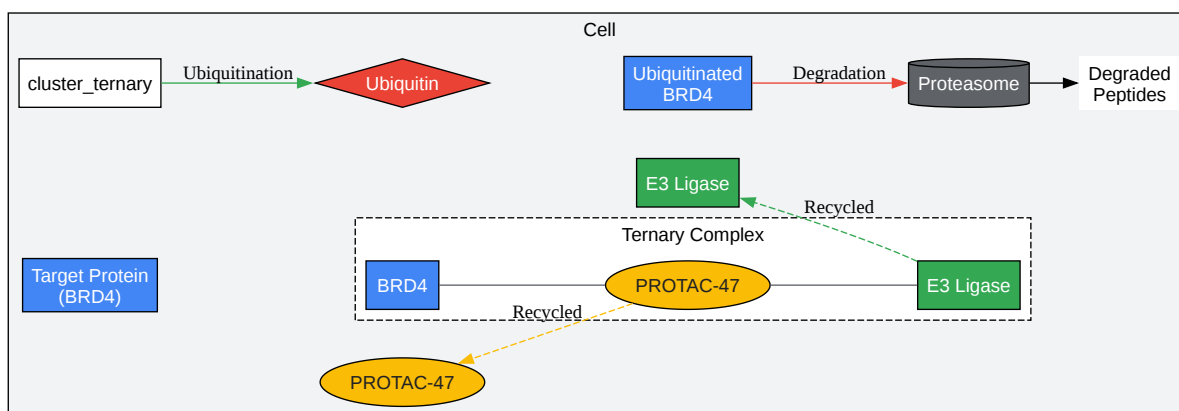 Cell
cluster_ternary
Ubiquitination
Ubiquitin
Ubiquitinated
BRD4
Degradation
Proteasome
Degraded
Peptides
E3 Ligase
Recycled
Ternary Complex
Target Protein
(BRD4)
BRD4
PROTAC-47
E3 Ligase
Recycled
PROTAC-47